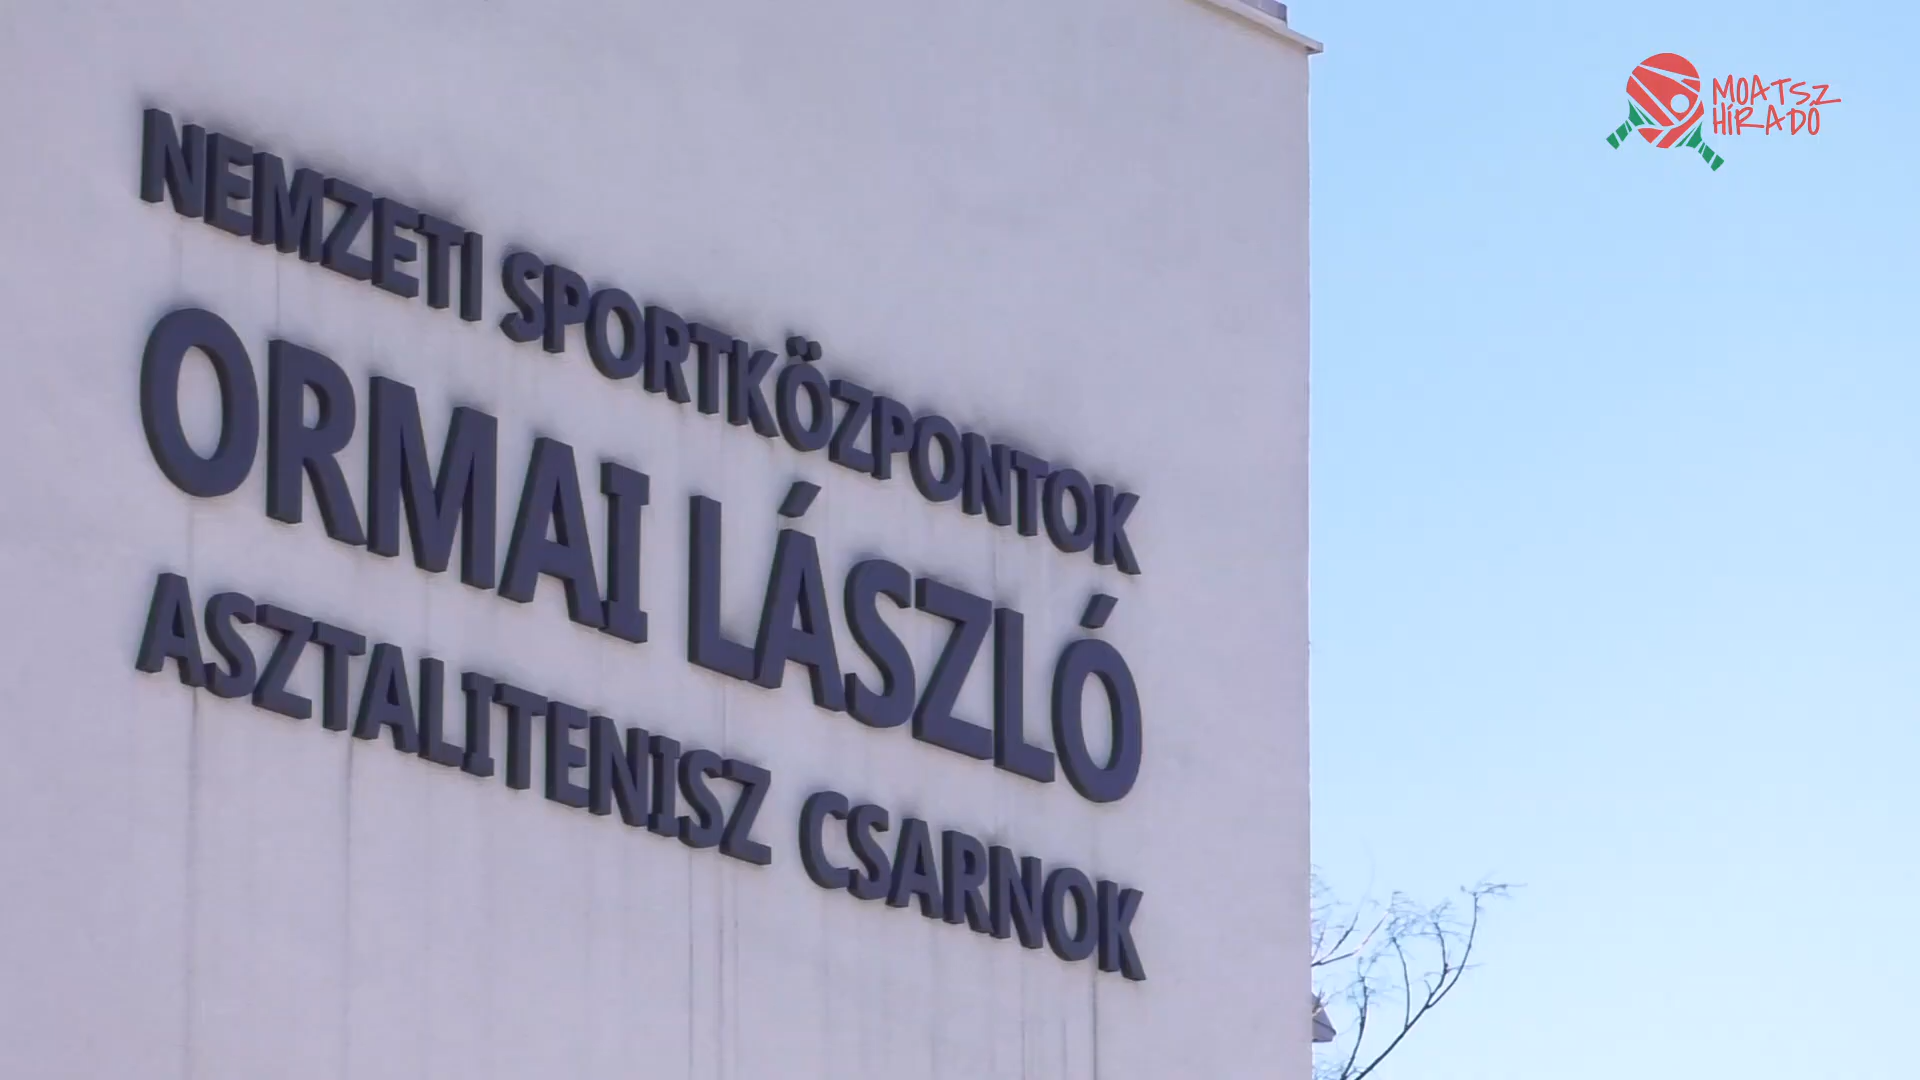 NEMZETI SPORTKÖZPONTOK
ORMAI LÁSZLÓ
ASZTALITENISZ CSARNOK
MOATSZ
HÍRADÓ